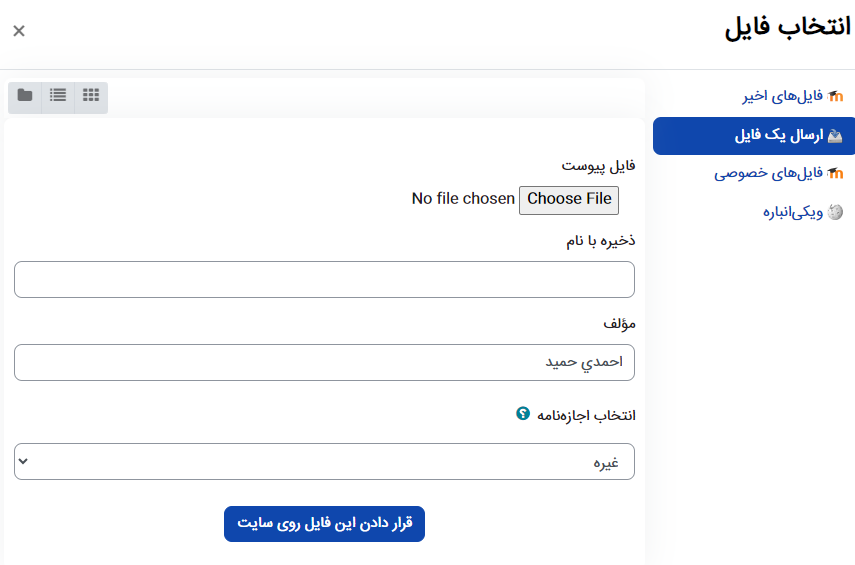 انتخاب فایل
فایل‌های اخیر
ارسال یک فایل
فایل‌های خصوصی
ویکی‌انباره
فایل پیوست
Choose File No file chosen
ذخیره با نام
مؤلف
احمدي حمید
انتخاب اجازه‌نامه
غیره
قرار دادن این فایل روی سایت